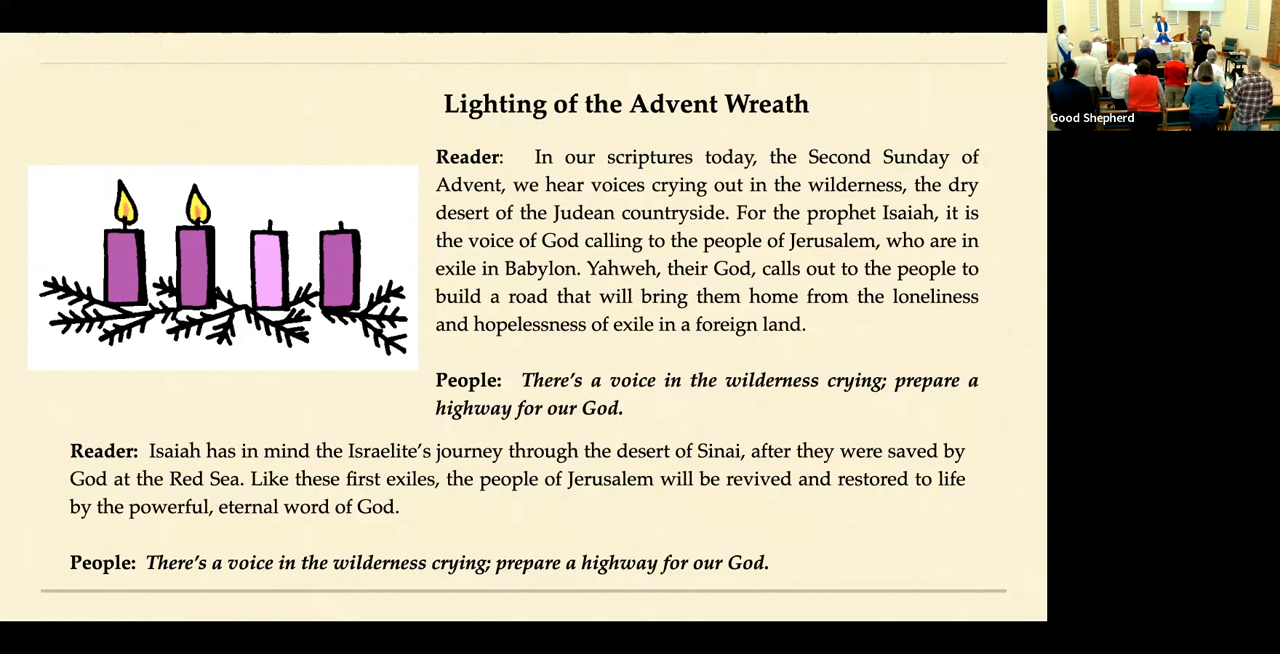 Lighting of the Advent Wreath
Reader: In our scriptures today, the Second Sunday of
Advent, we hear voices crying out in the wilderness, the dry
desert of the Judean countryside. For the prophet Isaiah, it is
the voice of God calling to the people of Jerusalem, who are in
exile in Babylon. Yahweh, their God, calls out to the people to
build a road that will bring them home from the loneliness
and hopelessness of exile in a foreign land.
People: There’s a voice in the wilderness crying; prepare a
highway for our God.
Reader: Isaiah has in mind the Israelite’s journey through the desert of Sinai, after they were saved by
God at the Red Sea. Like these first exiles, the people of Jerusalem will be revived and restored to life
by the powerful, eternal word of God.
People: There’s a voice in the wilderness crying; prepare a highway for our God.
Good Shepherd